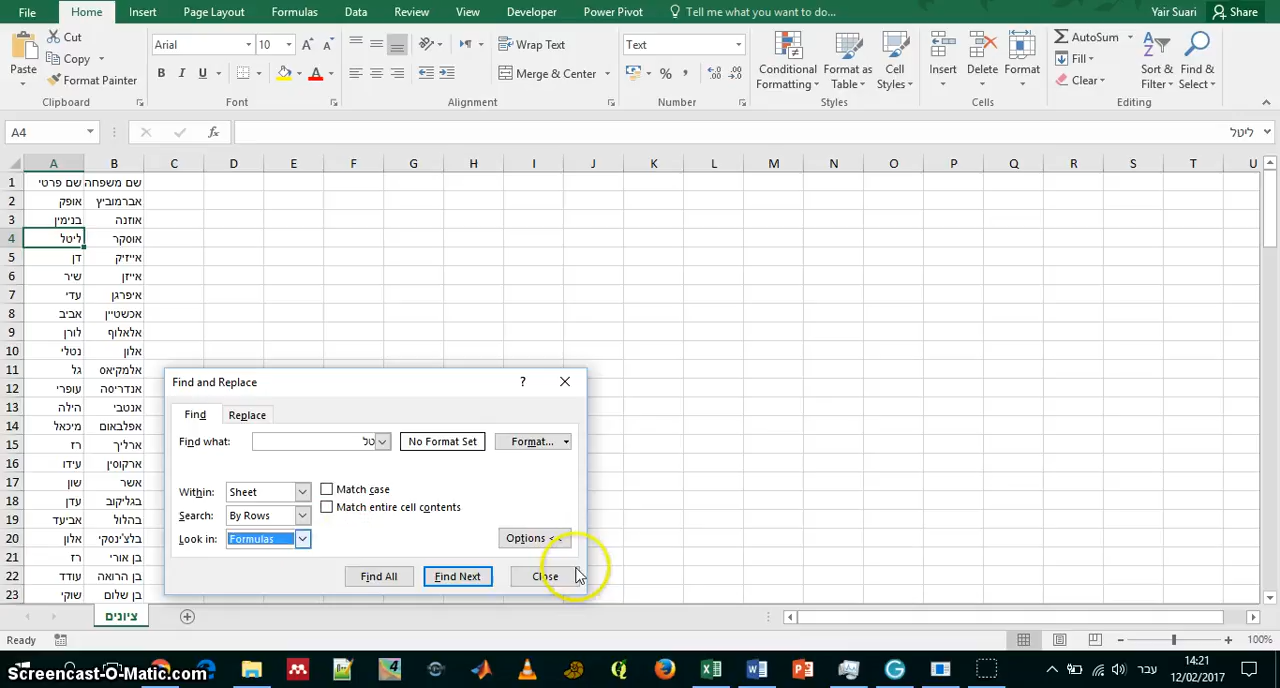 File Home Insert Page Layout Formulas Data Review View Developer Power Pivot Tell me what you want to do... Yair Suari Share
Paste Cut Copy Format Painter
Clipboard
Arial 10 A A B I U A
Font
Wrap Text Merge & Center
Alignment
Text % ,
Number
Conditional Formatting Format as Table Cell Styles
Styles
Insert Delete Format
Cells
AutoSum Fill Clear Sort & Filter Find & Select
Editing
A4 fx ליטל
A B C D E F G H I J K L M N O P Q R S T U
1 שם פרטי שם משפחה
2 אופק אברמוביץ
3 בנימין אוזנה
4 ליטל אוסקר
5 דן אייזיק
6 שיר אייזן
7 עדי איפרגן
8 אביב אכשטיין
9 לורן אלאלוף
10 נטלי אלון
11 גל אלמקיאס
12 עופרי אנדריסה
13 הילה אנטבי
14 מיכאל אפלבאום
15 רז ארליך
16 עידו ארקוסין
17 שון אשר
18 עדן בגליקוב
19 אביעד בהלול
20 אלון בלצ'ינסקי
21 רז בן אורי
22 עודד בן הרואה
23 שוקי בן שלום
Find and Replace ?
Find Replace
Find what: טל No Format Set Format...
Within: Sheet Match case
Search: By Rows Match entire cell contents
Look in: Formulas Options <<
Find All Find Next Close
ציונים
Ready 100%
Screencast-O-Matic.com עבר 14:21
12/02/2017